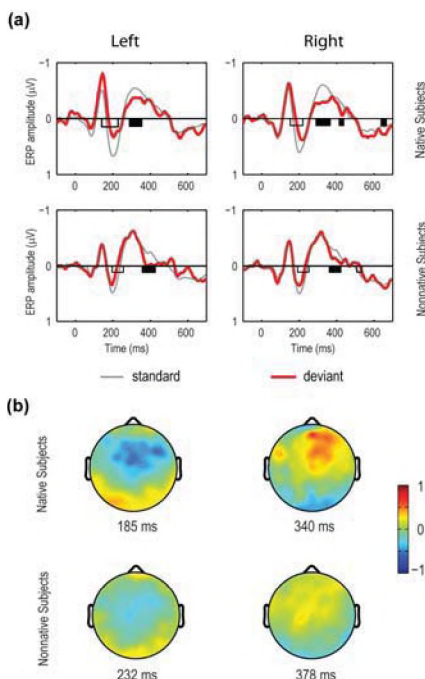 (a)
Left Right
-1 -1
ERP amplitude (μV)
0 0
1 1
0 200 400 600 0 200 400 600
Native Subjects
-1 -1
ERP amplitude (μV)
0 0
1 1
0 200 400 600 0 200 400 600
Time (ms) Time (ms)
Nonnative Subjects
standard deviant
(b)
Native Subjects
185 ms 340 ms
1
0
−1
Nonnative Subjects
232 ms 378 ms